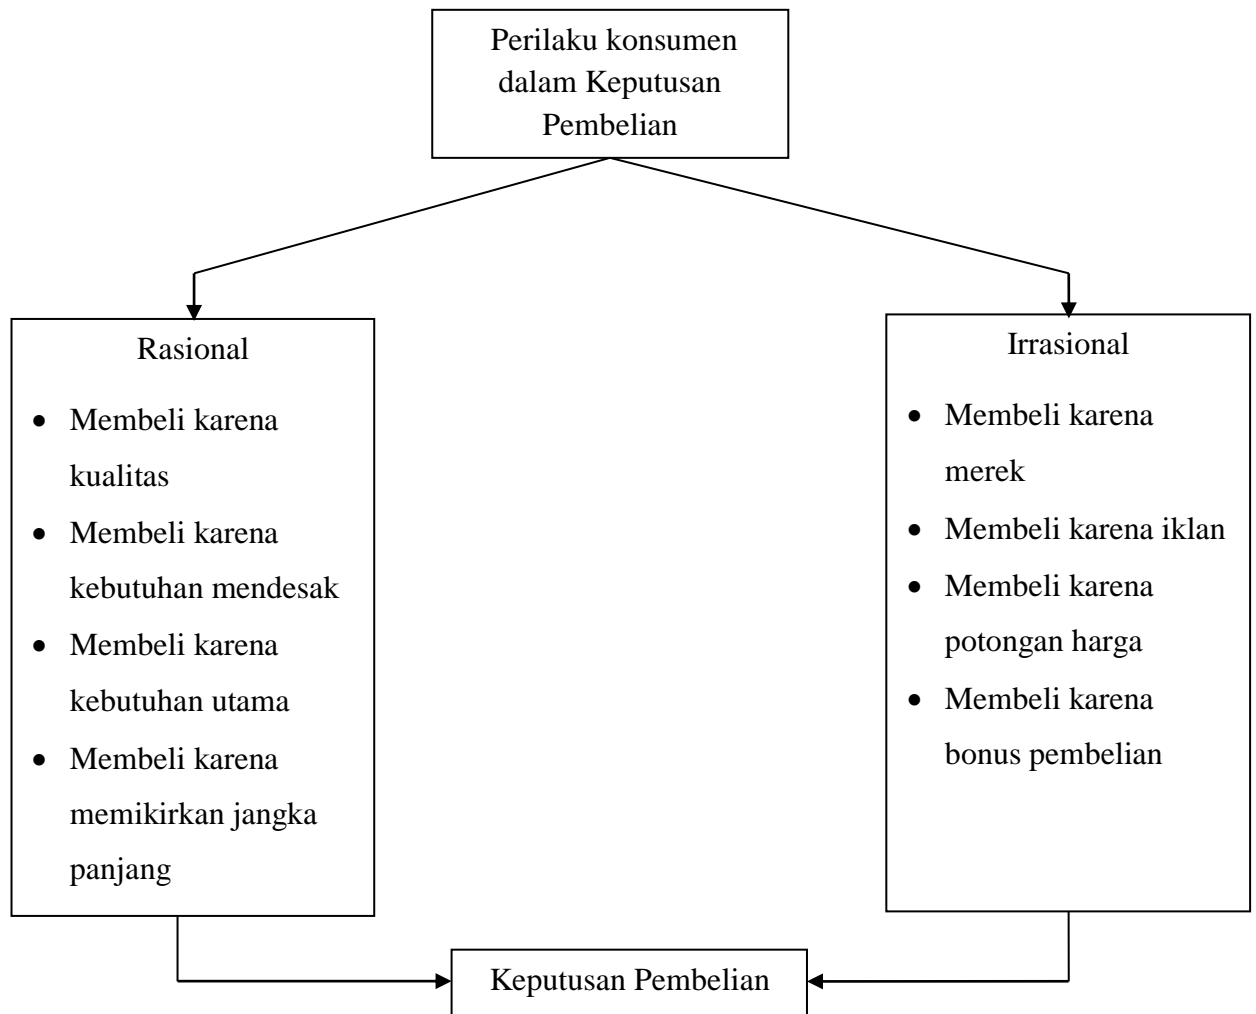 Perilaku konsumen
dalam Keputusan
Pembelian
Rasional
• Membeli karena
kualitas
• Membeli karena
kebutuhan mendesak
• Membeli karena
kebutuhan utama
• Membeli karena
memikirkan jangka
panjang
Irrasional
• Membeli karena
merek
• Membeli karena iklan
• Membeli karena
potongan harga
• Membeli karena
bonus pembelian
Keputusan Pembelian